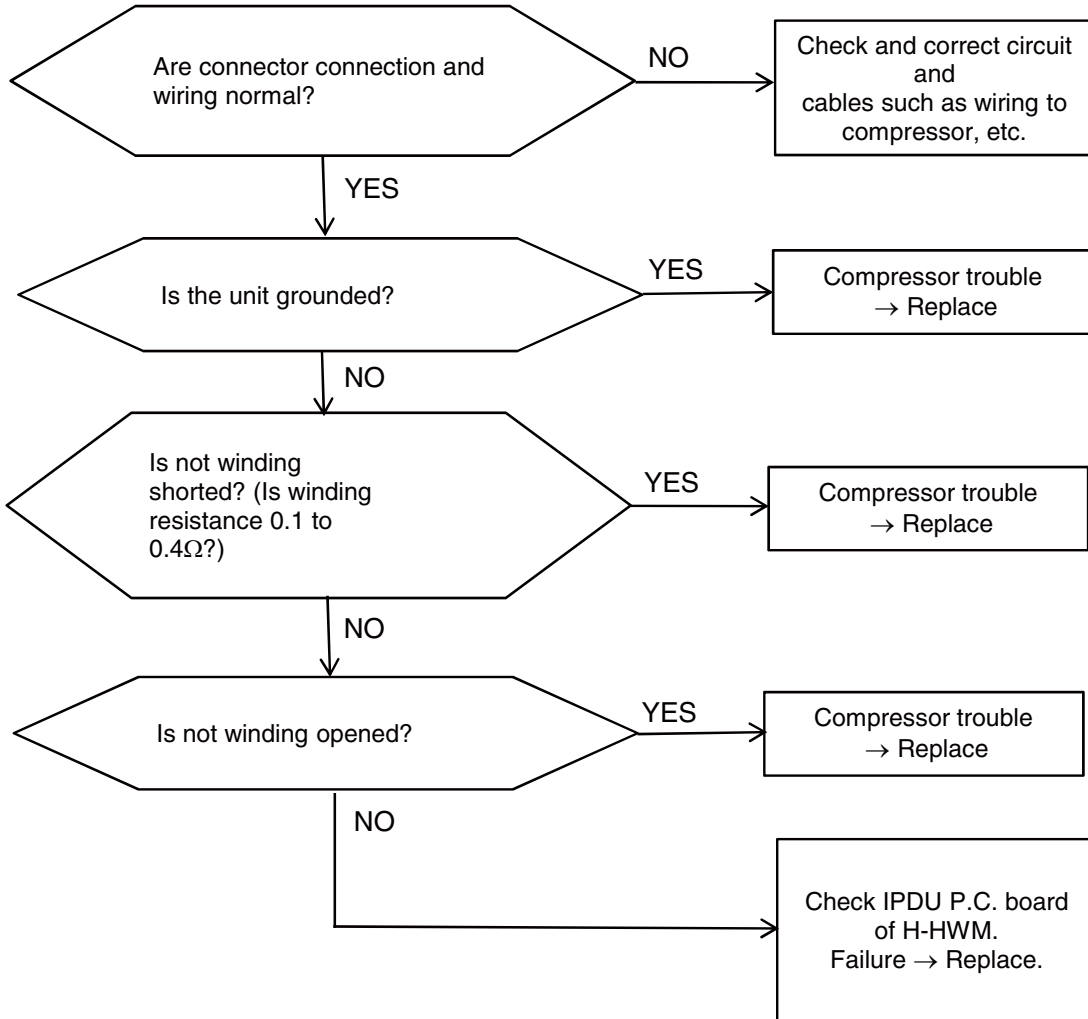 Are connector connection and
wiring normal?
NO
Check and correct circuit
and
cables such as wiring to
compressor, etc.
YES
Is the unit grounded?
YES
Compressor trouble
→ Replace
NO
Is not winding
shorted? (Is winding
resistance 0.1 to
0.4Ω?)
YES
Compressor trouble
→ Replace
NO
Is not winding opened?
YES
Compressor trouble
→ Replace
NO
Check IPDU P.C. board
of H-HWM.
Failure → Replace.